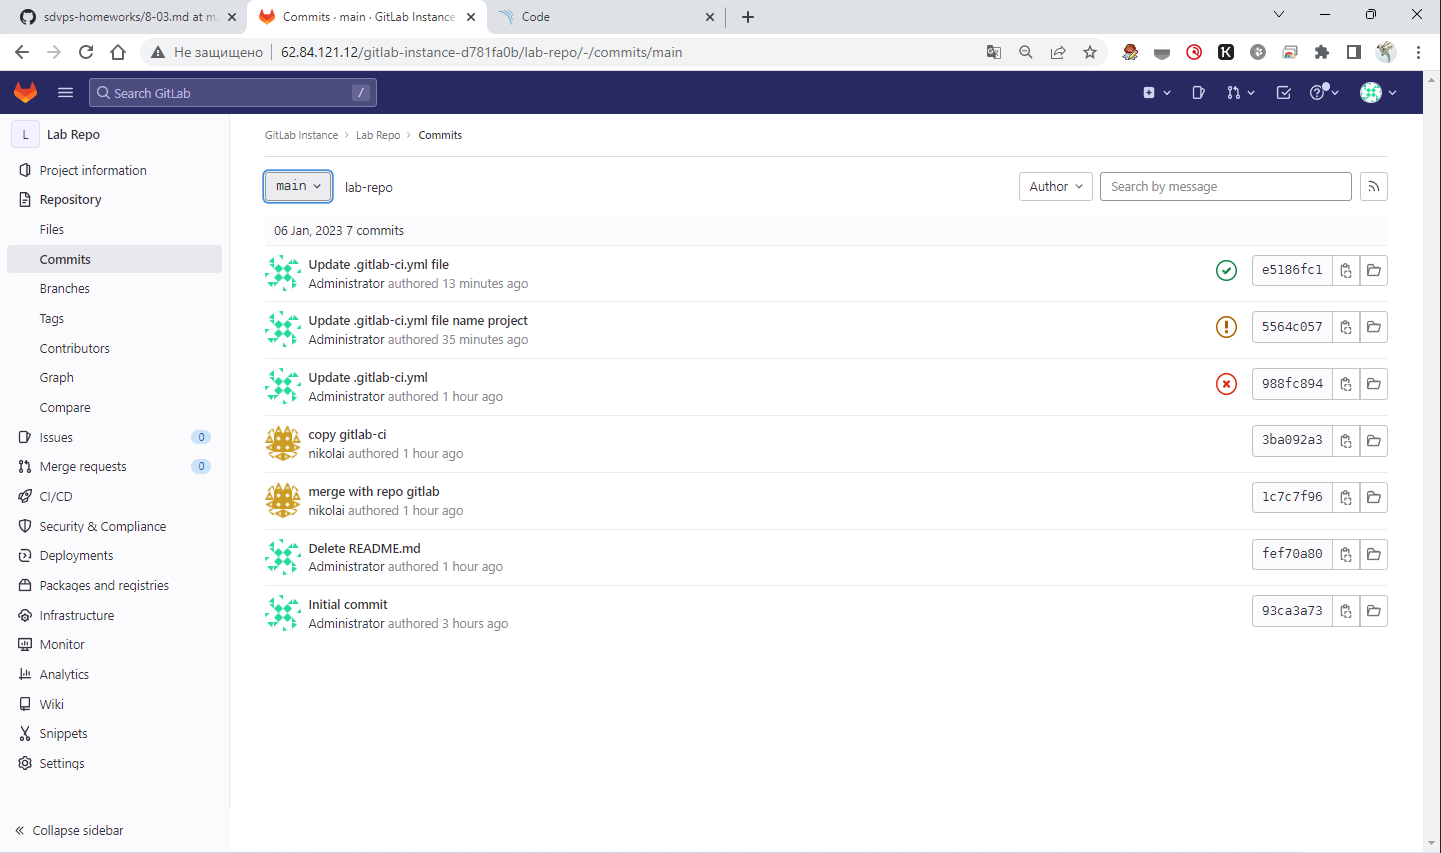 sdvps-homeworks/8-03.md at m
Commits · main · GitLab Instance
Code
Не защищено
62.84.121.12/gitlab-instance-d781fa0b/lab-repo/-/commits/main
Search GitLab
/
L
Lab Repo
Project information
Repository
Files
Commits
Branches
Tags
Contributors
Graph
Compare
Issues 0
Merge requests 0
CI/CD
Security & Compliance
Deployments
Packages and registries
Infrastructure
Monitor
Analytics
Wiki
Snippets
Settings
Collapse sidebar
GitLab Instance › Lab Repo › Commits
main
lab-repo
Author
Search by message
06 Jan, 2023 7 commits
Update .gitlab-ci.yml file
Administrator authored 13 minutes ago
e5186fc1
Update .gitlab-ci.yml file name project
Administrator authored 35 minutes ago
5564c057
Update .gitlab-ci.yml
Administrator authored 1 hour ago
988fc894
copy gitlab-ci
nikolai authored 1 hour ago
3ba092a3
merge with repo gitlab
nikolai authored 1 hour ago
1c7c7f96
Delete README.md
Administrator authored 1 hour ago
fef70a80
Initial commit
Administrator authored 3 hours ago
93ca3a73